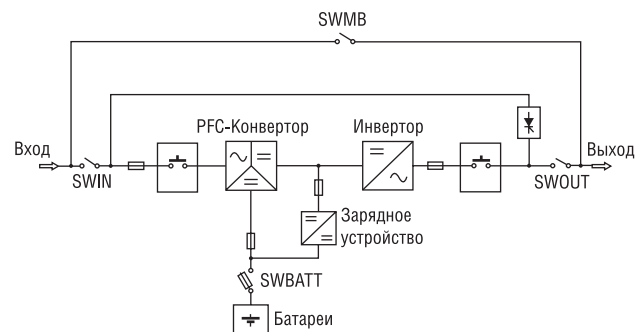 SWMB
PFC-Конвертор
Инвертор
Вход
Выход
SWIN
SWOUT
Зарядное
устройство
SWBATT
Батареи